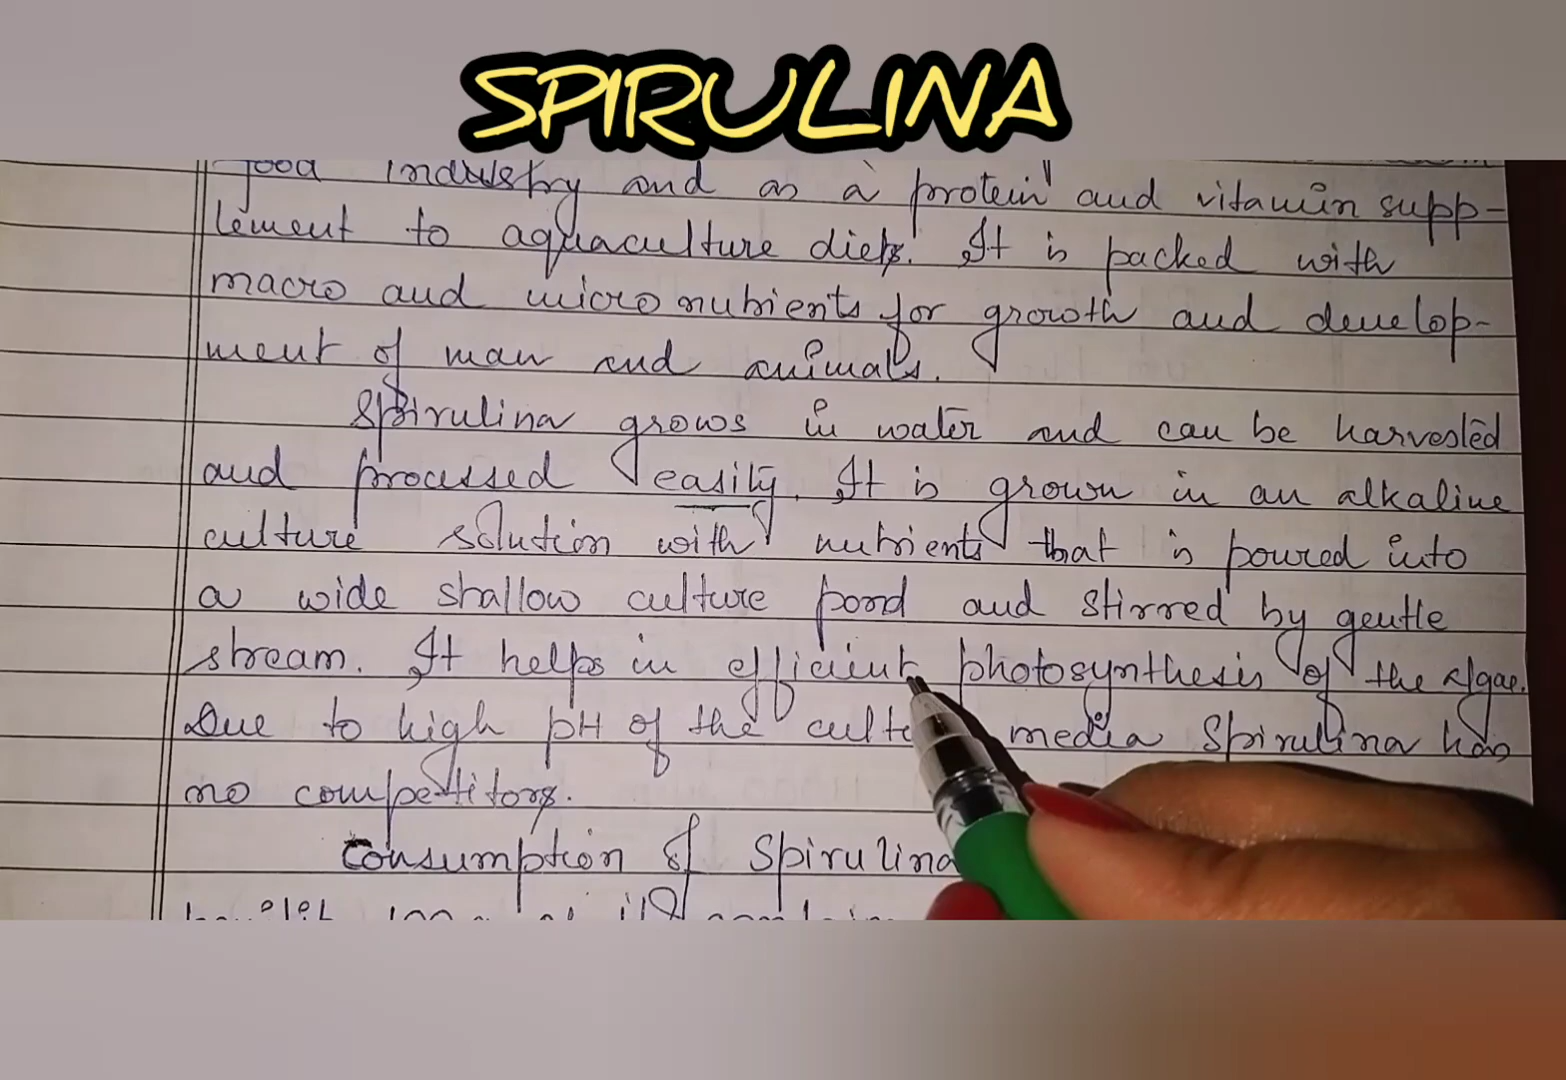 SPIRULINA
food industry and as a protein and vitamin supp-
lement to aquaculture diets. It is packed with
macro and micro nutrients for growth and develop-
ment of man and animals.
Spirulina grows in water and can be harvested
and processed easily. It is grown in an alkaline
culture solution with nutrients that is poured into
a wide shallow culture pond and stirred by gentle
stream. It helps in efficient photosynthesis of the algae.
Due to high pH of the cultu media Spirulina has
no competitors.
Consumption of Spirulina